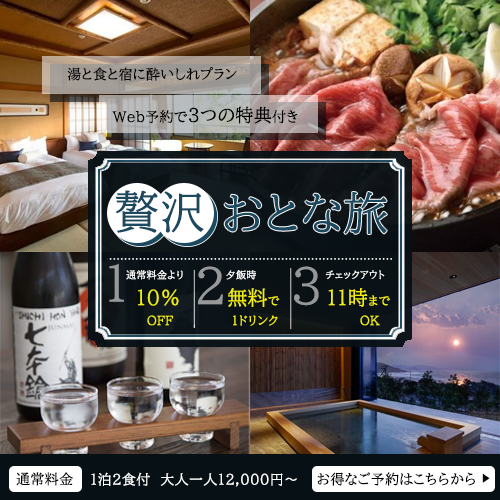 湯と食と宿に酔いしれプラン
Web予約で3つの特典付き
贅沢おとな旅
1 通常料金より
10%
OFF
2 夕飯時
無料で
1ドリンク
3 チェックアウト
11時まで
OK
SHICHI HON YARI
JUNMAI
七本鎗
通常料金 1泊2食付 大人一人12,000円~ お得なご予約はこちらから